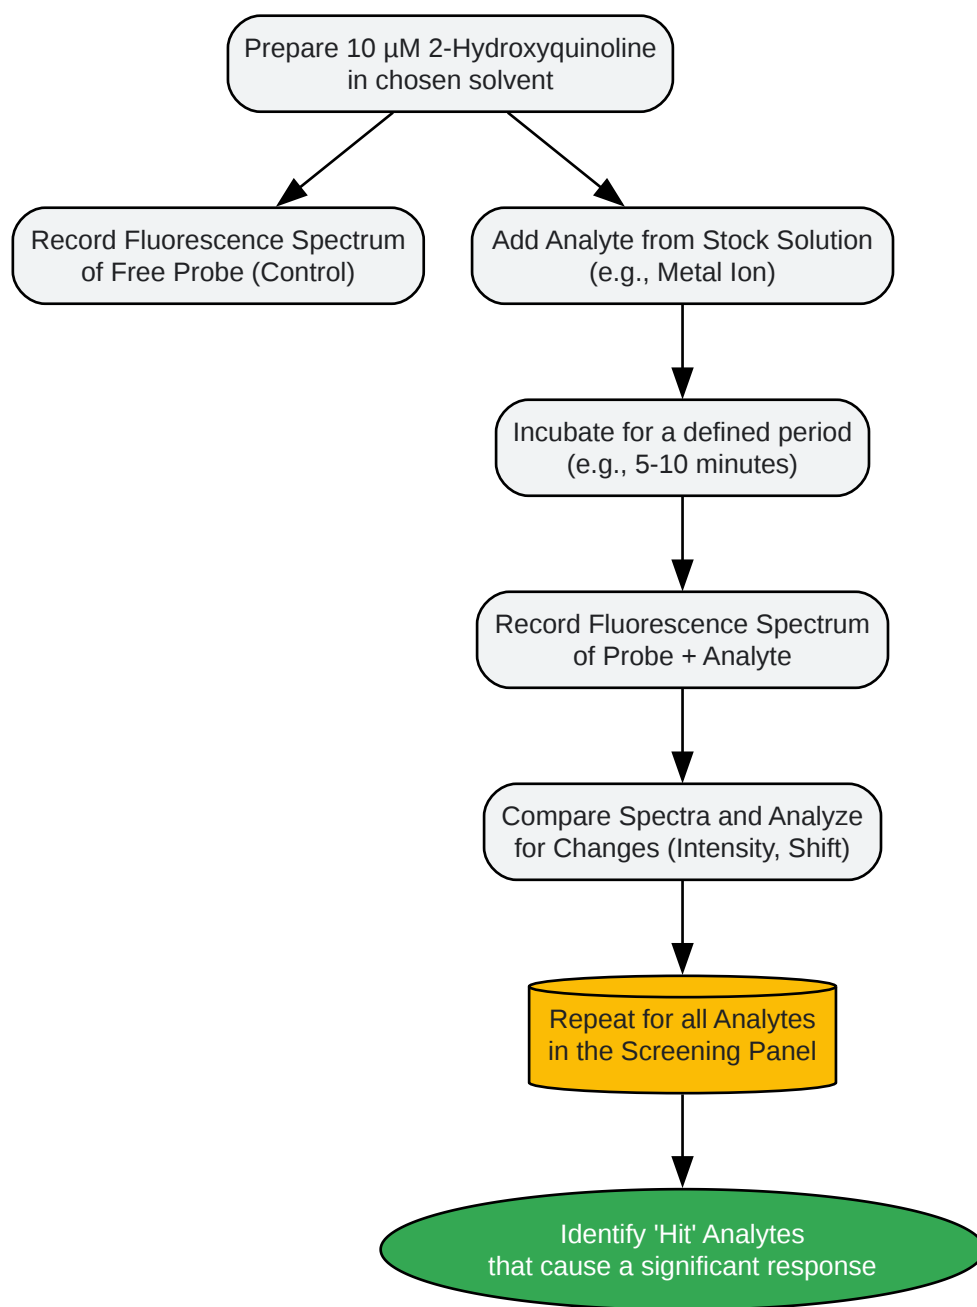 Prepare 10 µM 2-Hydroxyquinoline
in chosen solvent
Record Fluorescence Spectrum
of Free Probe (Control)
Add Analyte from Stock Solution
(e.g., Metal Ion)
Incubate for a defined period
(e.g., 5-10 minutes)
Record Fluorescence Spectrum
of Probe + Analyte
Compare Spectra and Analyze
for Changes (Intensity, Shift)
Repeat for all Analytes
in the Screening Panel
Identify 'Hit' Analytes
that cause a significant response